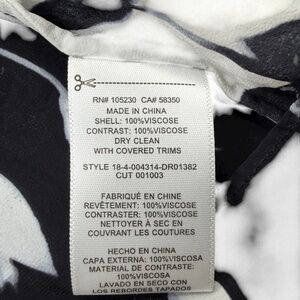 RN# 105230 CA# 58350
MADE IN CHINA
SHELL: 100%VISCOSE
CONTRAST: 100%VISCOSE
DRY CLEAN
WITH COVERED TRIMS
STYLE 18-4-004314-DR01382
CUT 001003
FABRIQUÉ EN CHINE
REVÊTEMENT: 100%VISCOSE
CONTRASTER: 100%VISCOSE
NETTOYER À SEC EN
COUVRANT LES COUTURES
HECHO EN CHINA
CAPA EXTERNA: 100%VISCOSA
MATERIAL DE CONTRASTE:
100%VISCOSA
LAVADO EN SECO CON
LOS REBORDES TAPADOS